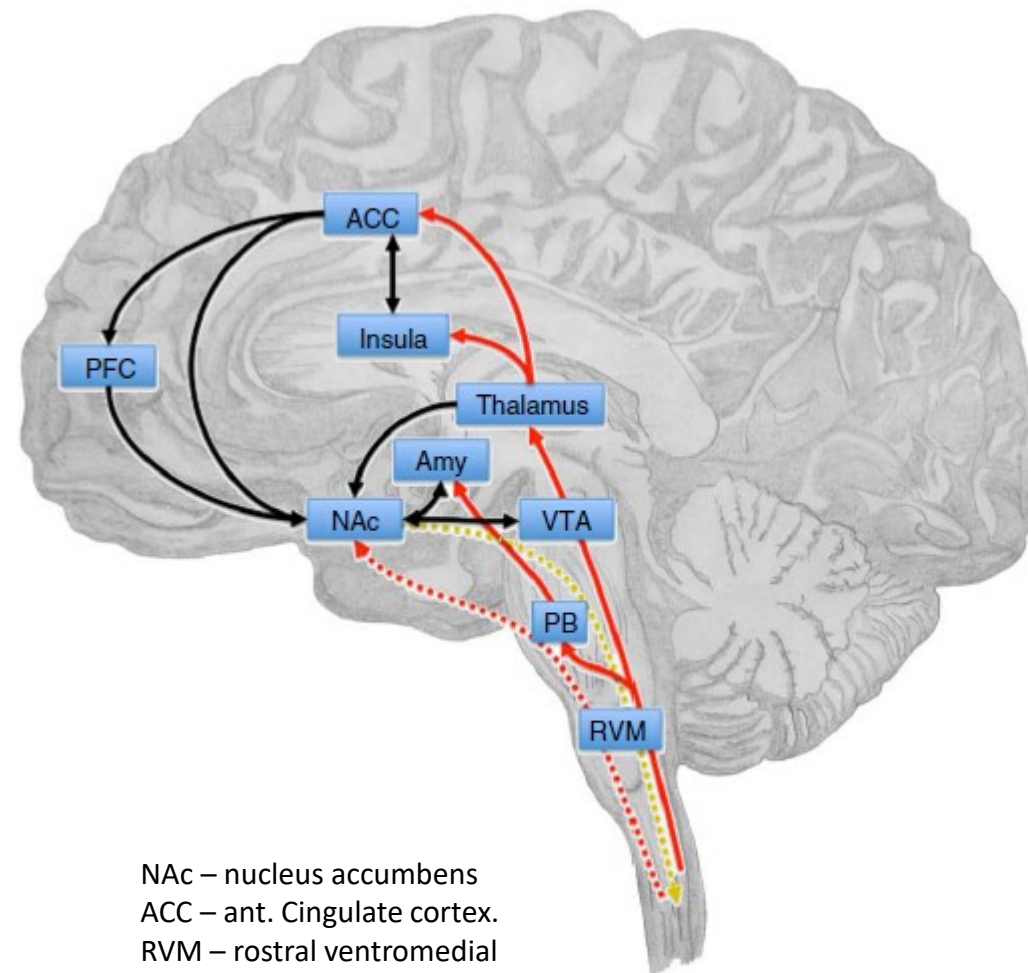 ACC
Insula
PFC
Thalamus
Amy
NAc
VTA
PB
RVM
NAc – nucleus accumbens
ACC – ant. Cingulate cortex.
RVM – rostral ventromedial